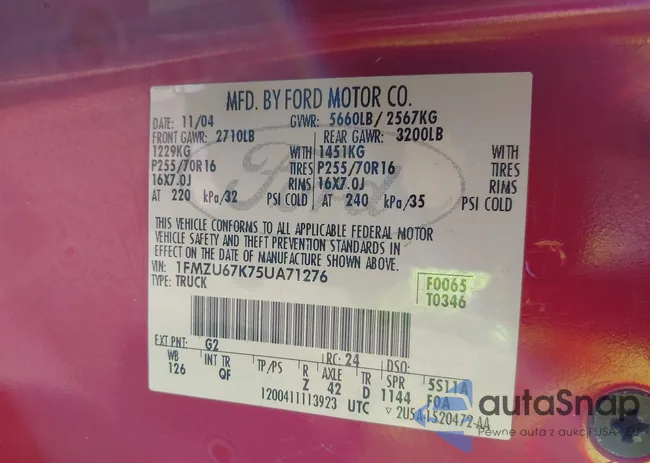 MFD. BY FORD MOTOR CO.
DATE: 11/04 GVWR: 5660LB/2567KG
FRONT GAWR: 2710LB REAR GAWR: 3200LB
1229KG WITH 1451KG WITH
P255/70R16 TIRES P255/70R16 TIRES
16X7.0J RIMS 16X7.0J RIMS
AT 220 kPa/32 PSI COLD AT 240 kPa/35 PSI COLD
Ford
THIS VEHICLE CONFORMS TO ALL APPLICABLE FEDERAL MOTOR
VEHICLE SAFETY AND THEFT PREVENTION STANDARDS IN
EFFECT ON THE DATE OF MANUFACTURE SHOWN ABOVE.
VIN: 1FMZU67K75UA71276
TYPE: TRUCK
F0065
T0346
EXT PNT: G2 RC: 24 DSO:
WB INT TR TP/PS R AXLE TR SPR 5S11A
126 QF Z 42 D 1144 F0A
1200411113923 UTC ▽ 2U5A-1520472-AA
autoSnap
Pewne auta z aukcji USA - EU